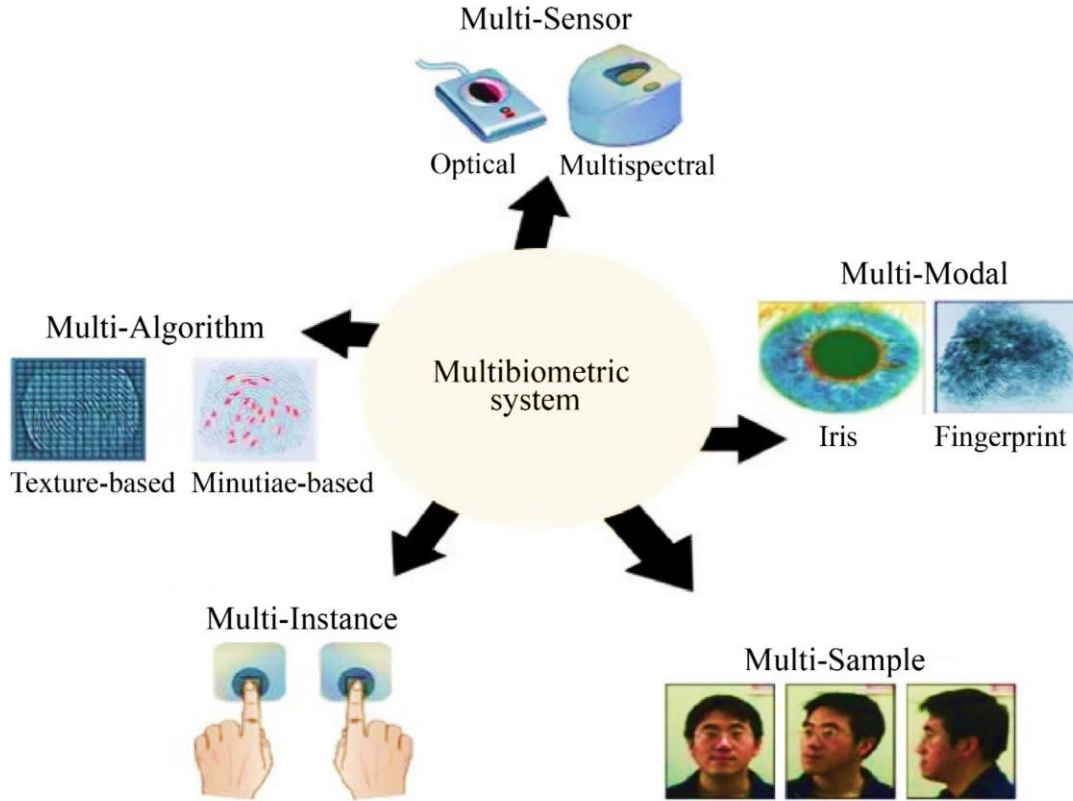 Multi-Sensor
Optical
Multispectral
Multi-Modal
Iris
Fingerprint
Multi-Algorithm
Texture-based
Minutiae-based
Multibiometric
system
Multi-Instance
Multi-Sample